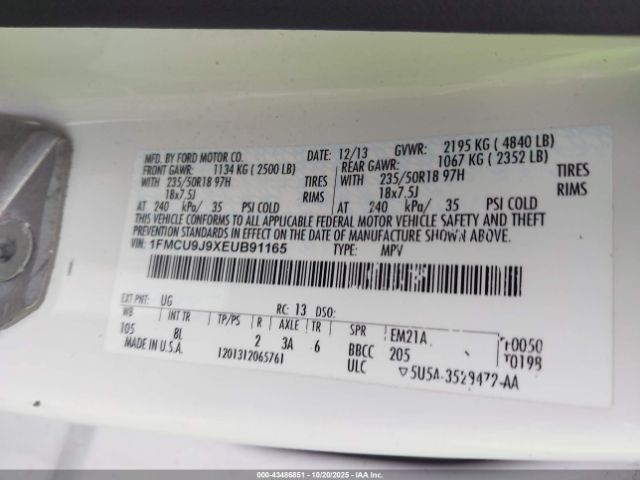 MFD. BY FORD MOTOR CO. DATE: 12/13 GVWR: 2195 KG ( 4840 LB)
FRONT GAWR: 1134 KG ( 2500 LB) REAR GAWR: 1067 KG ( 2352 LB)
WITH 235/50R18 97H TIRES WITH 235/50R18 97H TIRES
18x7.5J RIMS 18x7.5J RIMS
AT 240 kPa/ 35 PSI COLD AT 240 kPa/ 35 PSI COLD
THIS VEHICLE CONFORMS TO ALL APPLICABLE FEDERAL MOTOR VEHICLE SAFETY AND THEFT
PREVENTION STANDARDS IN EFFECT ON THE DATE OF MANUFACTURE SHOWN ABOVE.
VIN: 1FMCU9J9XEUB91165 TYPE: MPV
EXT PNT: UG RC: 13 DSO:
WB INT TR TP/PS R AXLE TR SPR EM21A
105 8L 2 3A 6 BBCC 205
MADE IN U.S.A. 1201312065761 ULC 5U5A-3529472-AA
T0198
000-43486851 - 10/20/2025 - IAA Inc.